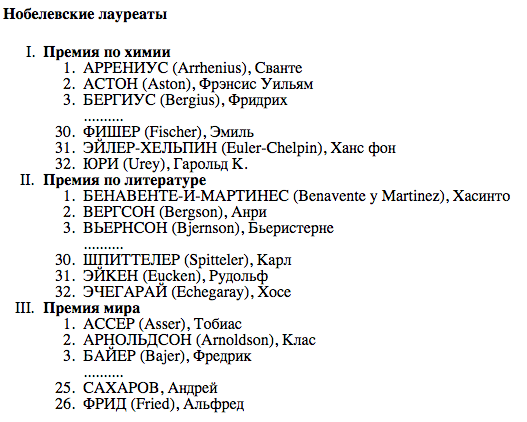 Нобелевские лауреаты
I. Премия по химии
1. АРРЕНИУС (Arrhenius), Сванте
2. АСТОН (Aston), Фрэнсис Уильям
3. БЕРГИУС (Bergius), Фридрих
..........
30. ФИШЕР (Fischer), Эмиль
31. ЭЙЛЕР-ХЕЛЬПИН (Euler-Chelpin), Ханс фон
32. ЮРИ (Urey), Гарольд К.
II. Премия по литературе
1. БЕНАВЕНТЕ-И-МАРТИНЕС (Benavente y Martinez), Хасинто
2. ВЕРГСОН (Bergson), Анри
3. ВЬЕРНСОН (Bjernson), Бьеристерне
..........
30. ШПИТТЕЛЕР (Spitteler), Карл
31. ЭЙКЕН (Eucken), Рудольф
32. ЭЧЕГАРАЙ (Echegaray), Хосе
III. Премия мира
1. АССЕР (Asser), Тобиас
2. АРНОЛЬДСОН (Arnoldson), Клас
3. БАЙЕР (Bajer), Фредрик
..........
25. САХАРОВ, Андрей
26. ФРИД (Fried), Альфред